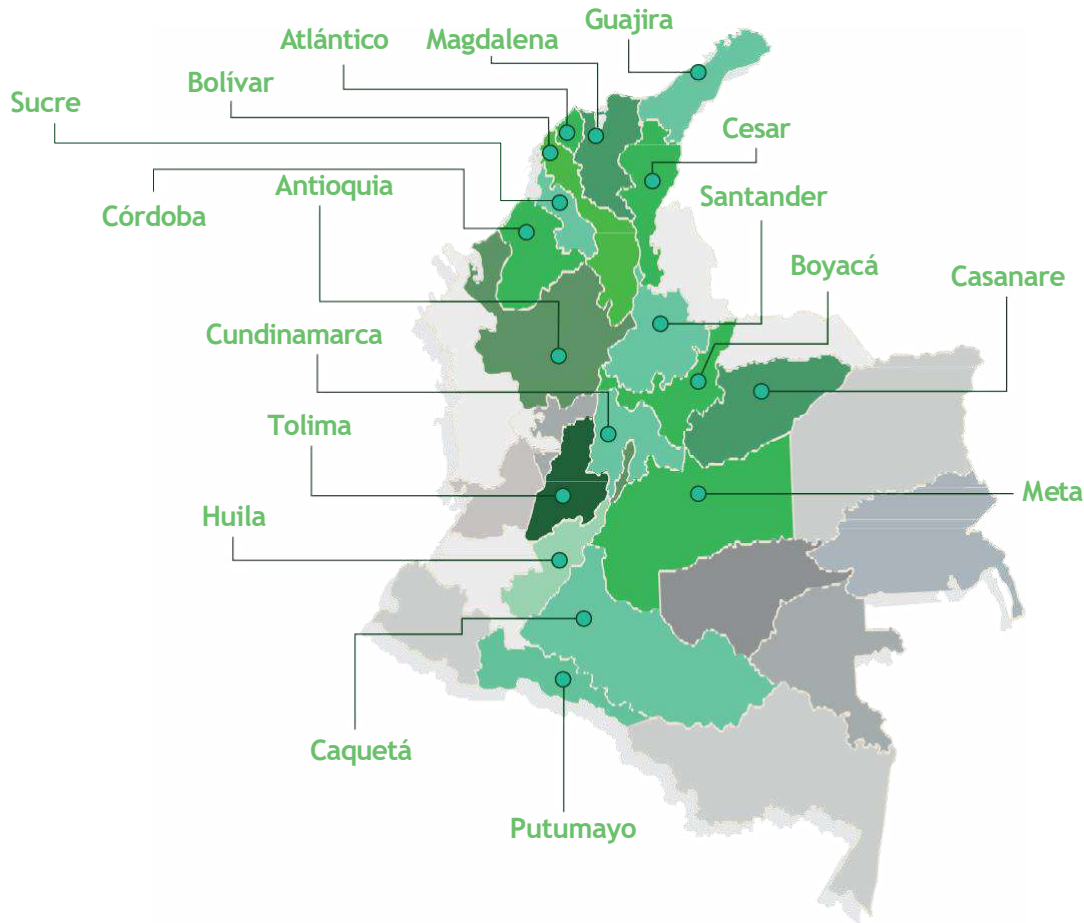 Guajira
Atlántico
Magdalena
Bolívar
Sucre
Cesar
Antioquia
Santander
Córdoba
Boyacá
Casanare
Cundinamarca
Tolima
Meta
Huila
Caquetá
Putumayo